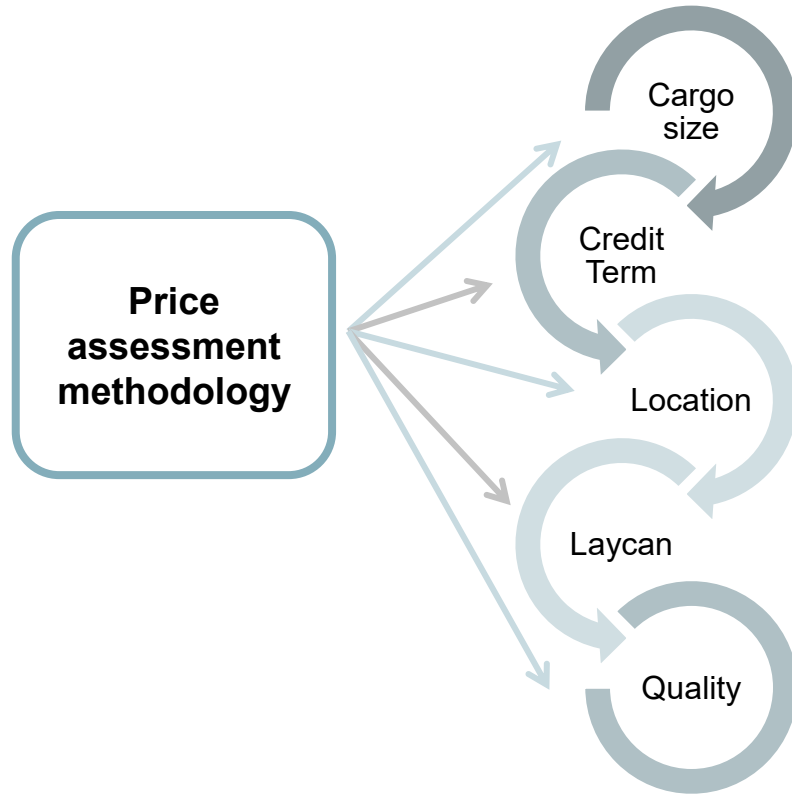 Price
assessment
methodology
Cargo
size
Credit
Term
Location
Laycan
Quality